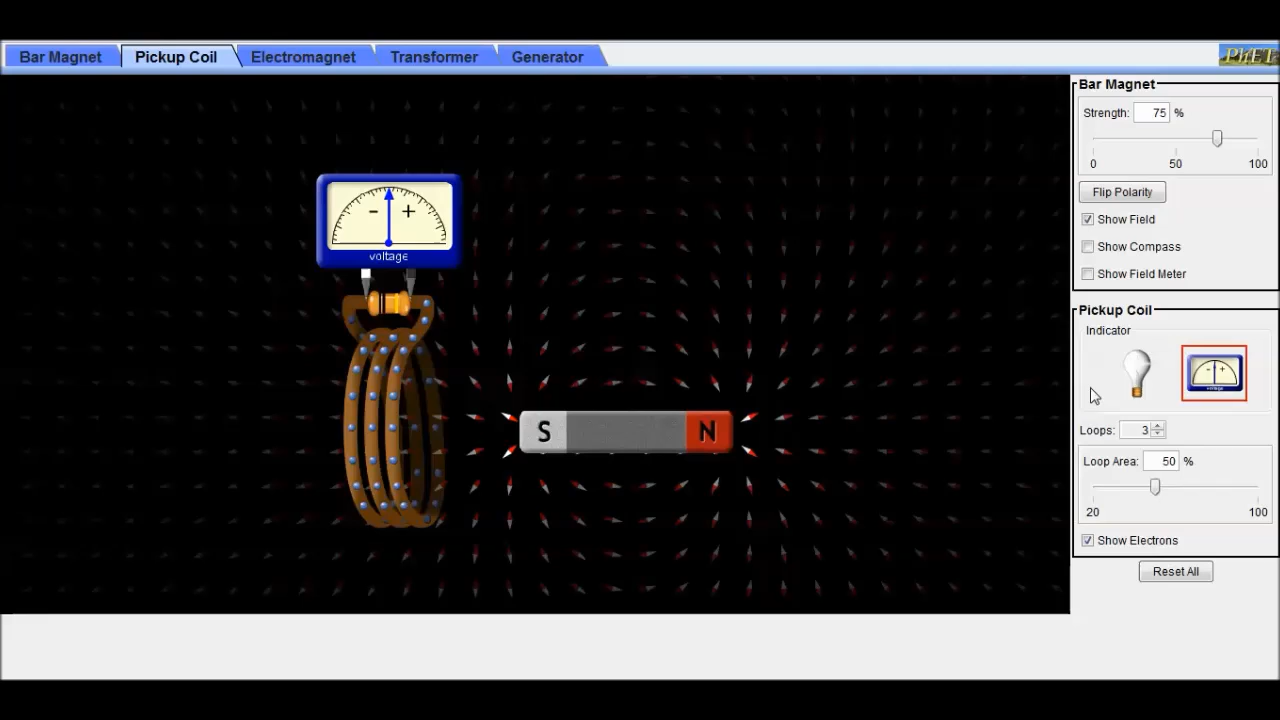 Bar Magnet
Pickup Coil
Electromagnet
Transformer
Generator
PhET
Bar Magnet
Strength: 75 %
0 50 100
Flip Polarity
Show Field
Show Compass
Show Field Meter
- +
voltage
S N
Pickup Coil
Indicator
- +
voltage
Loops: 3
Loop Area: 50 %
20 100
Show Electrons
Reset All